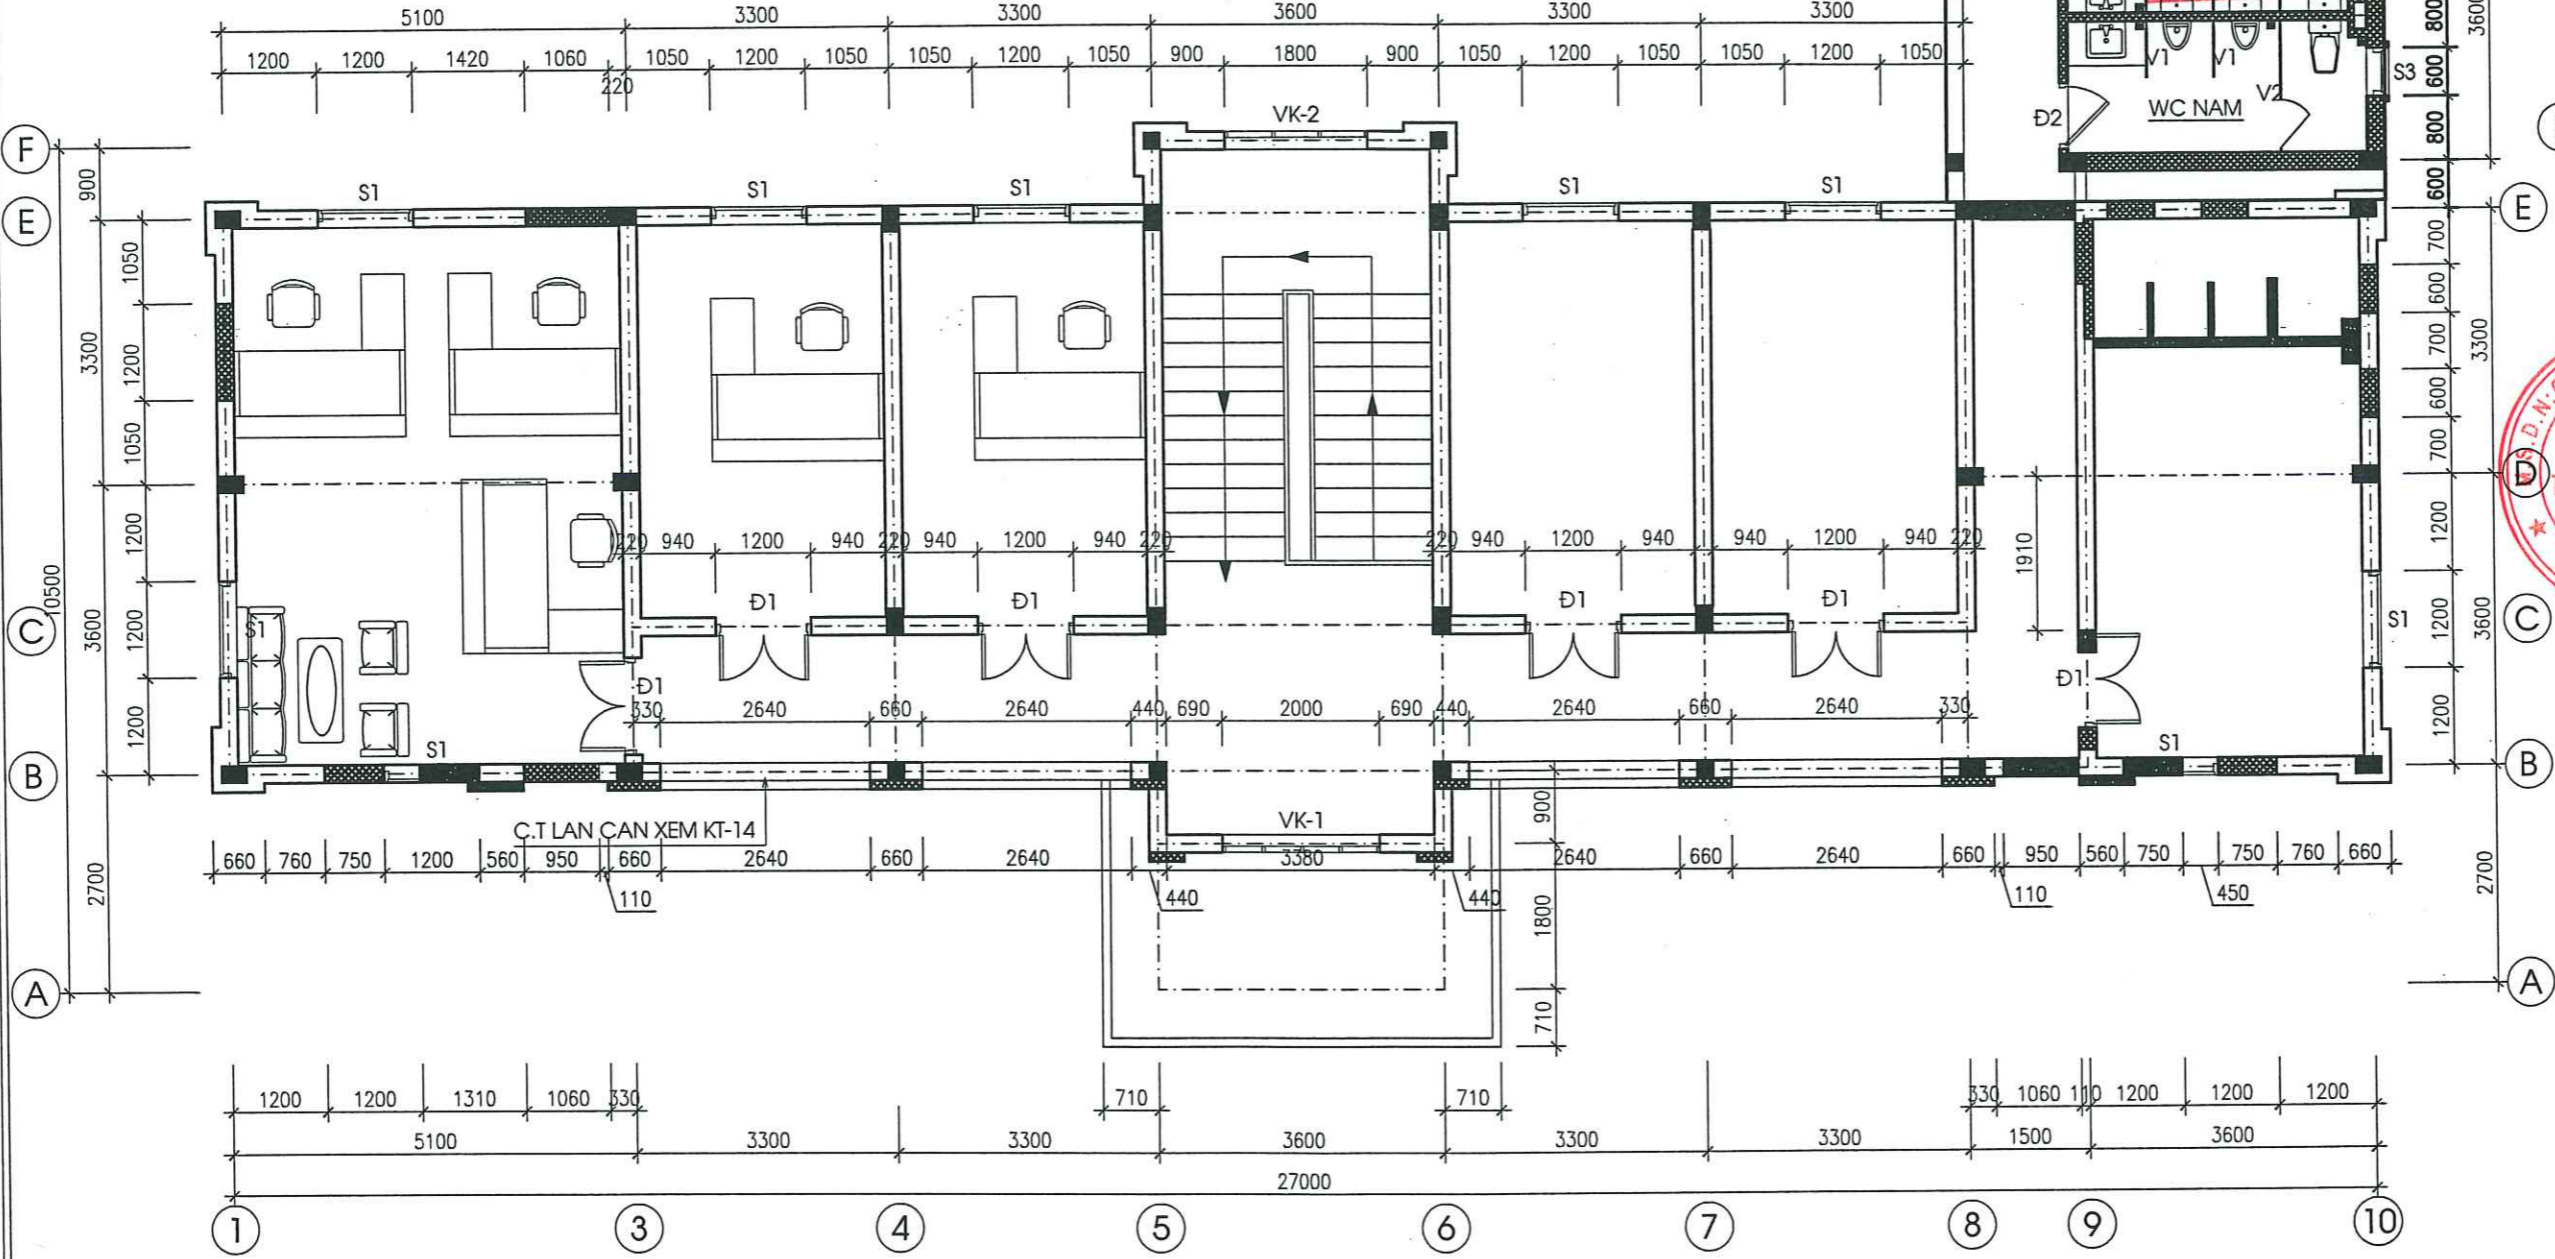 5100 3300 3300 3600 3300 3300
1200 1200 1420 1060 220 1050 1200 1050 1050 1200 1050 900 1800 900 1050 1200 1050 1050 1200 1050
800 3600
V1 V1 600 S3
V2 WC NAM Đ2 800
600
F VK-2
900
E S1 S1 S1 S1 S1 E
1050 700
600
3300 1200 700 3300
600
1050 700
D
1200 220 940 1200 940 220 940 1200 940 220 220 940 1200 940 940 1200 940 220 1910 1200
10500
Đ1 Đ1 Đ1 Đ1
C 3600 1200 S1 1200 S1 3600 C
Đ1 Đ1
1200 330 2640 660 2640 440 690 2000 690 440 2640 660 2640 330 1200
S1 S1
B B
900
C.T LAN CAN XEM KT-14 VK-1
660 760 750 1200 560 950 660 2640 660 2640 3380 2640 660 2640 660 950 560 750 750 760 660
2700 110 440 440 110 450 2700
1800
A A
710
1200 1200 1310 1060 330 710 710 330 1060 110 1200 1200 1200
5100 3300 3300 3600 3300 3300 1500 3600
27000
1 3 4 5 6 7 8 9 10